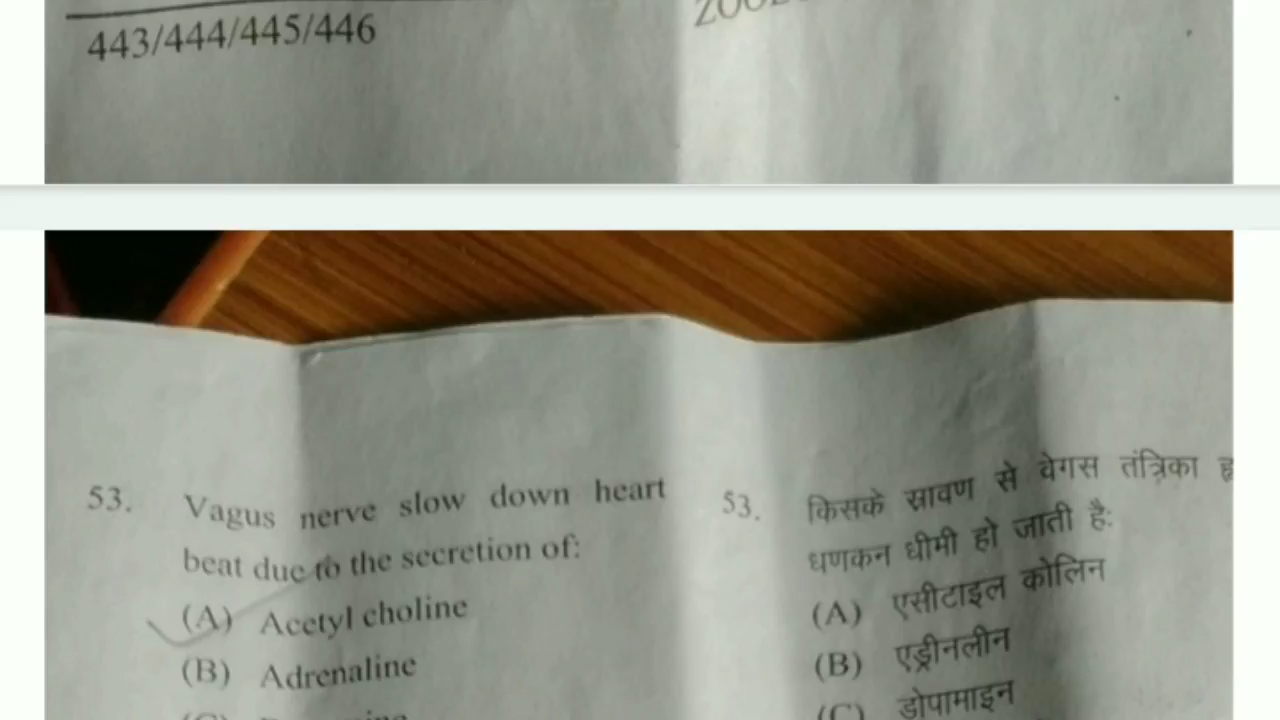 443/444/445/446
53. Vagus nerve slow down heart
beat due to the secretion of:
(A) Acetyl choline
(B) Adrenaline
53. किसके स्रावण से वेगस तंत्रिका
धणकन धीमी हो जाती है:
(A) एसीटाइल कोलिन
(B) एड्रीनलीन
(C) डोपामाइन